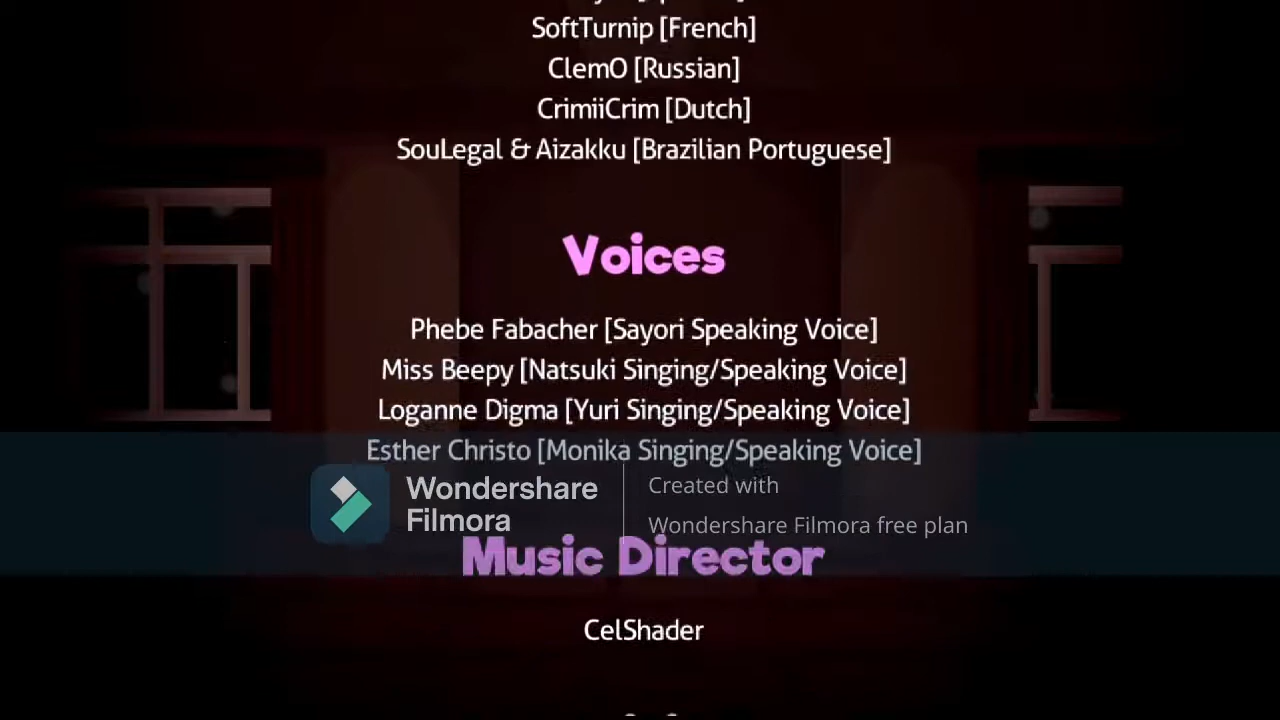 SoftTurnip [French]
ClemO [Russian]
CrimiiCrim [Dutch]
SouLegal & Aizakku [Brazilian Portuguese]
Voices
Phebe Fabacher [Sayori Speaking Voice]
Miss Beepy [Natsuki Singing/Speaking Voice]
Loganne Digma [Yuri Singing/Speaking Voice]
Esther Christo [Monika Singing/Speaking Voice]
Wondershare
Filmora
Created with
Wondershare Filmora free plan
Music Director
CelShader